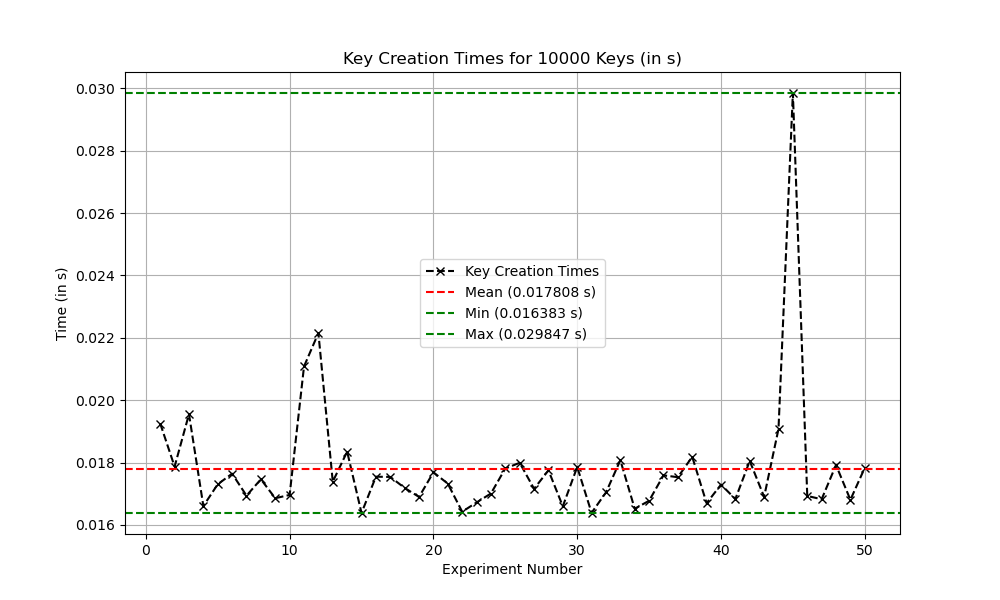 Key Creation Times for 10000 Keys (in s)
0.030
0.028
0.026
0.024
0.022
0.020
0.018
0.016
Time (in s)
Key Creation Times
Mean (0.017808 s)
Min (0.016383 s)
Max (0.029847 s)
0 10 20 30 40 50
Experiment Number